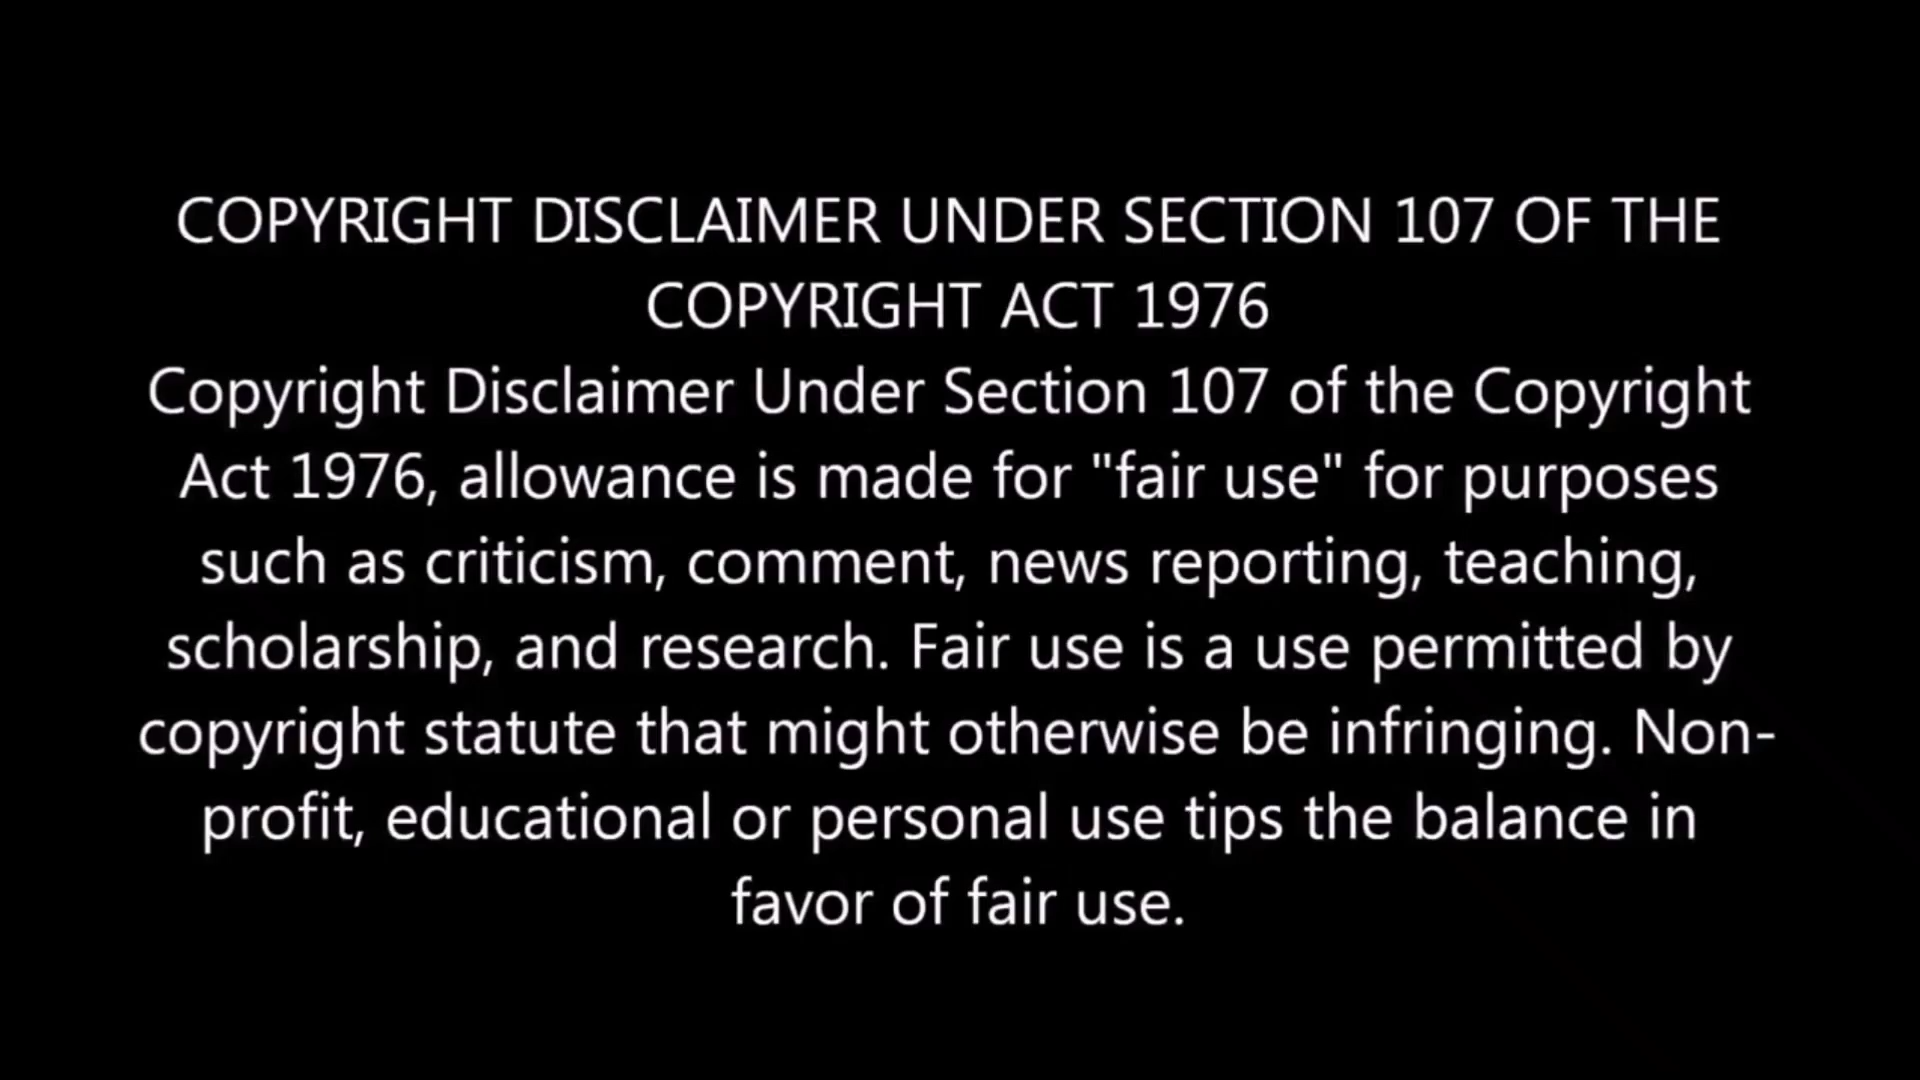 COPYRIGHT DISCLAIMER UNDER SECTION 107 OF THE
COPYRIGHT ACT 1976
Copyright Disclaimer Under Section 107 of the Copyright
Act 1976, allowance is made for "fair use" for purposes
such as criticism, comment, news reporting, teaching,
scholarship, and research. Fair use is a use permitted by
copyright statute that might otherwise be infringing. Non-
profit, educational or personal use tips the balance in
favor of fair use.